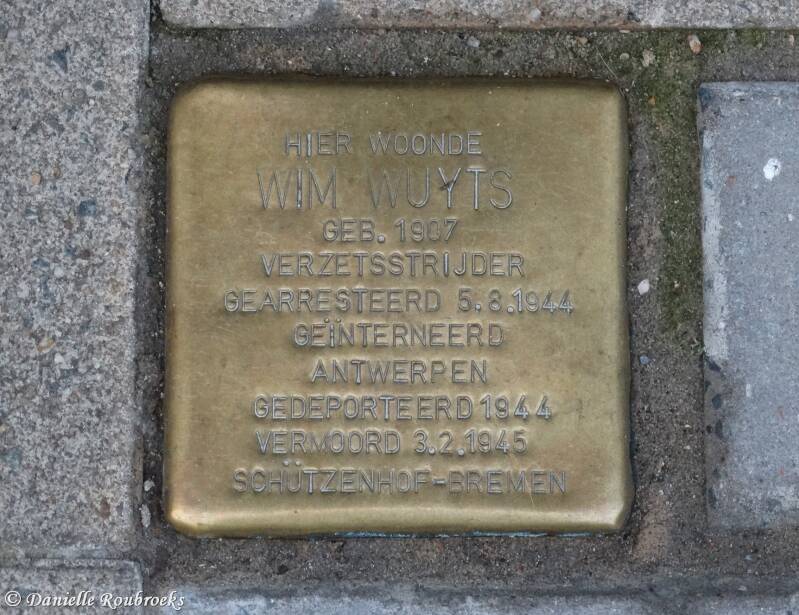 HIER WOONDE
WIM WUYTS
GEB. 1907
VERZETSSTRIJDER
GEARRESTEERD 5.8.1944
GEÏNTERNEERD
ANTWERPEN
GEDEPORTEERD 1944
VERMOORD 3.2.1945
SCHÜTZENHOF-BREMEN
© Danielle Roubroeks